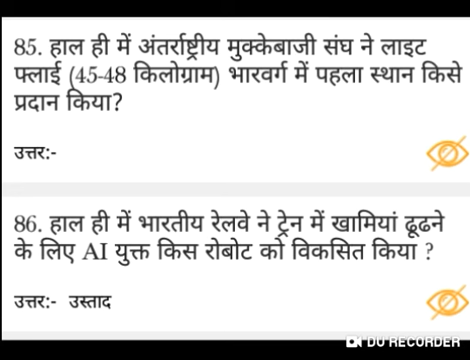 85. हाल ही में अंतर्राष्ट्रीय मुक्केबाजी संघ ने लाइट
फ्लाई (45-48 किलोग्राम) भारवर्ग में पहला स्थान किसे
प्रदान किया?
उत्तर:-
86. हाल ही में भारतीय रेलवे ने ट्रेन में खामियां ढूढने
के लिए AI युक्त किस रोबोट को विकसित किया ?
उत्तर:- उस्ताद
DU RECORDER